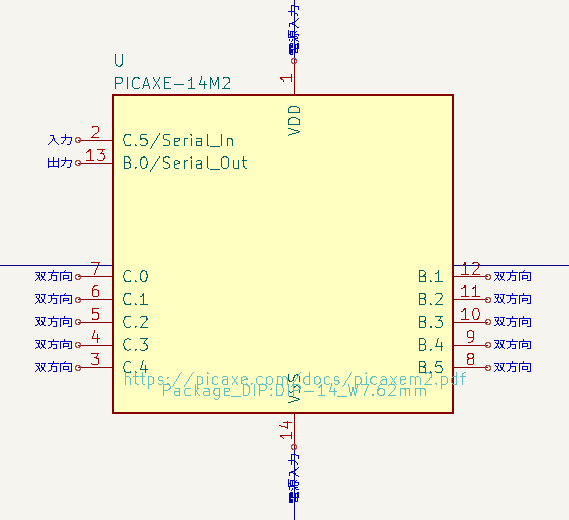 電源入力
U
PICAXE-14M2
1
VDD
入力 2 C.5/Serial_In
出力 13 B.0/Serial_Out
双方向 7 C.0 B.1 12 双方向
双方向 6 C.1 B.2 11 双方向
双方向 5 C.2 B.3 10 双方向
双方向 4 C.3 B.4 9 双方向
双方向 3 C.4 B.5 8 双方向
https://picaxe.com/docs/picaxem2.pdf
Package_DIP:DIP-14_W7.62mm
VSS
14
電源入力